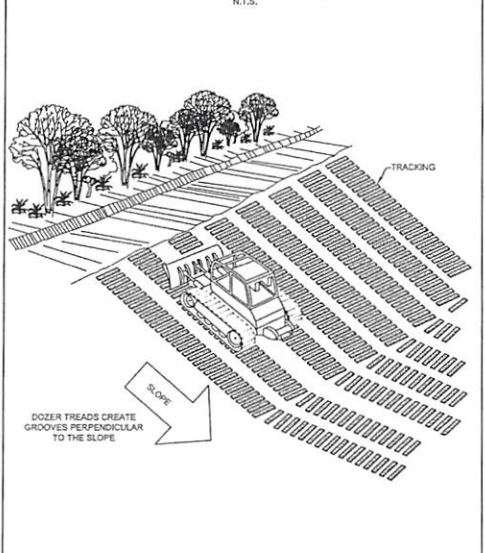 N.T.S.
TRACKING
SLOPE
DOZER TREADS CREATE
GROOVES PERPENDICULAR
TO THE SLOPE